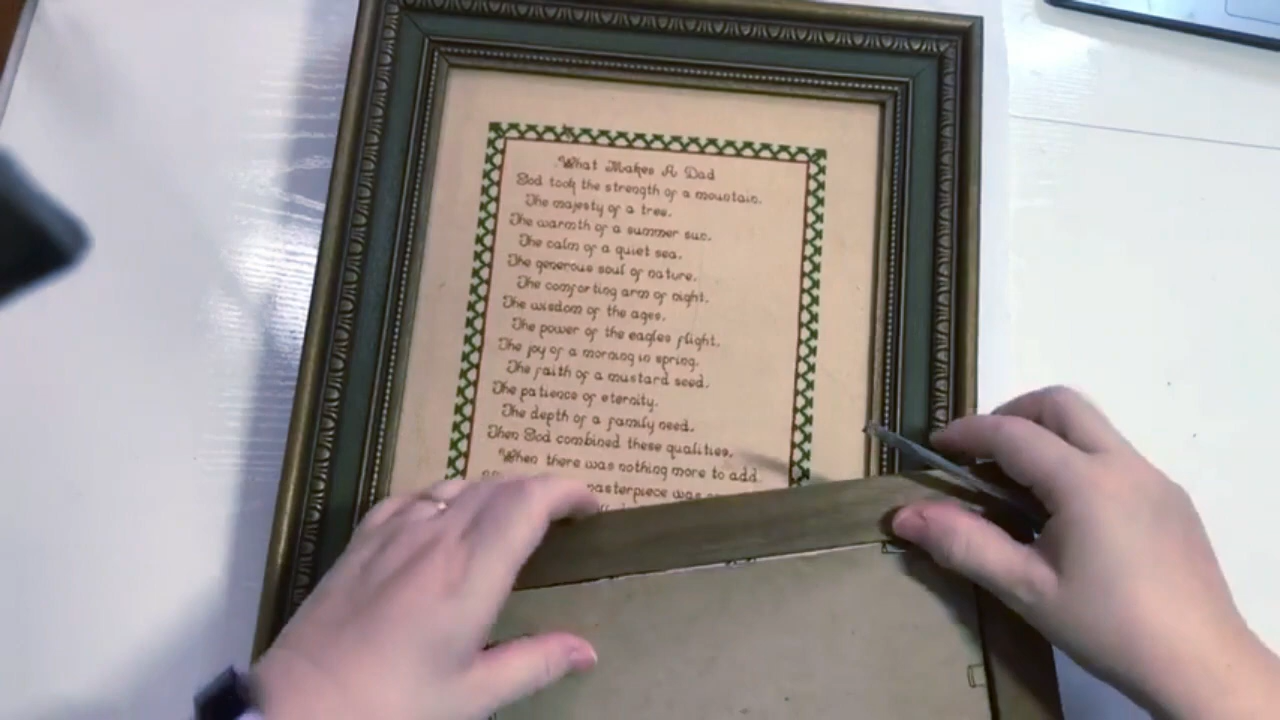 What Makes A Dad
God took the strength of a mountain.
The majesty of a tree.
The warmth of a summer sun.
The calm of a quiet sea.
The generous soul of nature.
The comforting arm of night.
The wisdom of the ages.
The power of the eagles flight.
The joy of a morning in spring.
The faith of a mustard seed.
The patience of eternity.
The depth of a family need.
Then God combined these qualities.
When there was nothing more to add.
masterpiece was